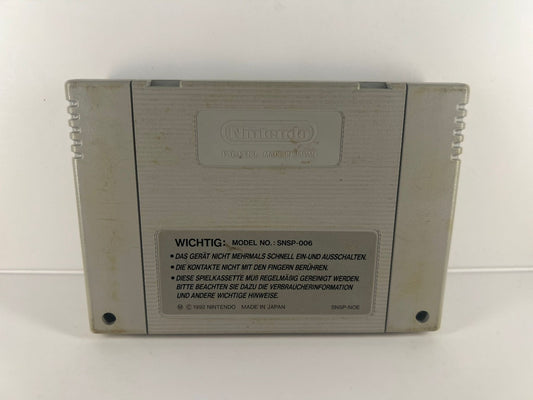 Nintendo
WICHTIG: MODEL NO.: SNSP-006
• DAS GERÄT NICHT MEHRMALS SCHNELL EIN-UND AUSSCHALTEN.
• DIE KONTAKTE NICHT MIT DEN FINGERN BERÜHREN.
• DIESE SPIELKASSETTE MUß REGELMÄßIG GEREINIGT WERDEN.
BITTE BEACHTEN SIE DAZU DIE VERBRAUCHERINFORMATION
UND ANDERE WICHTIGE HINWEISE.
Ⓜ © 1992 NINTENDO MADE IN JAPAN SNSP-NOE